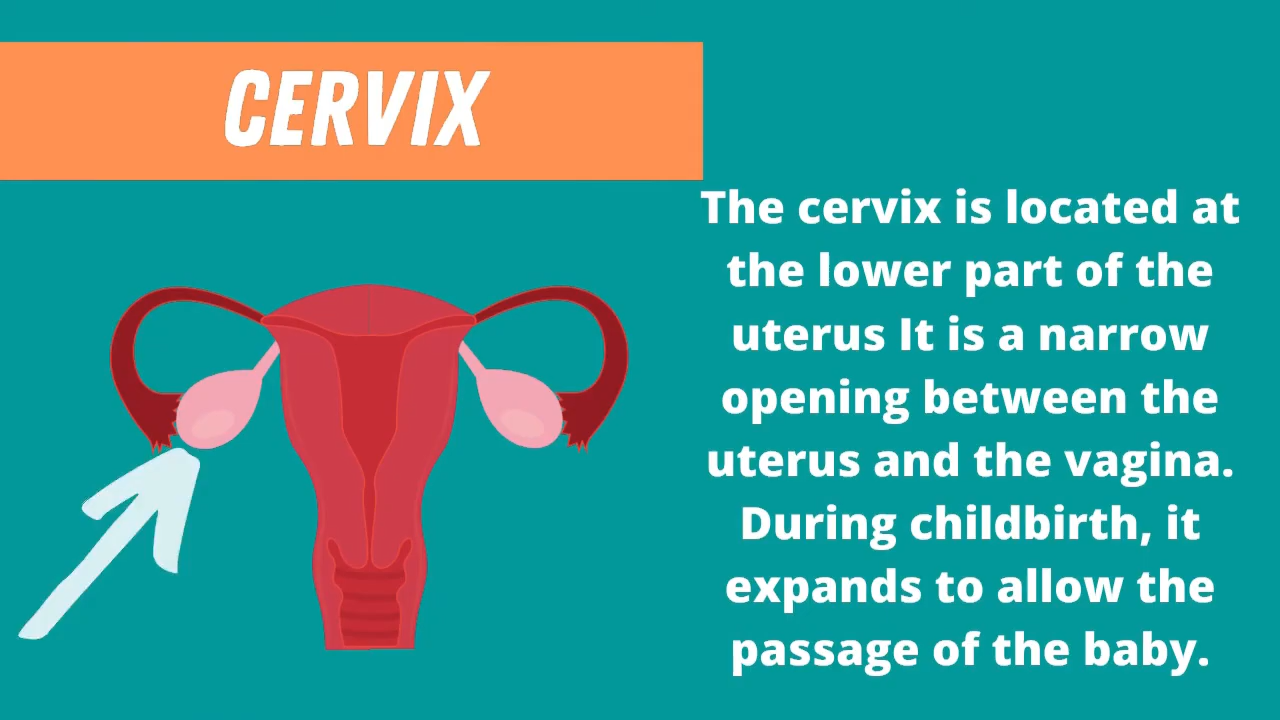 CERVIX
The cervix is located at
the lower part of the
uterus It is a narrow
opening between the
uterus and the vagina.
During childbirth, it
expands to allow the
passage of the baby.